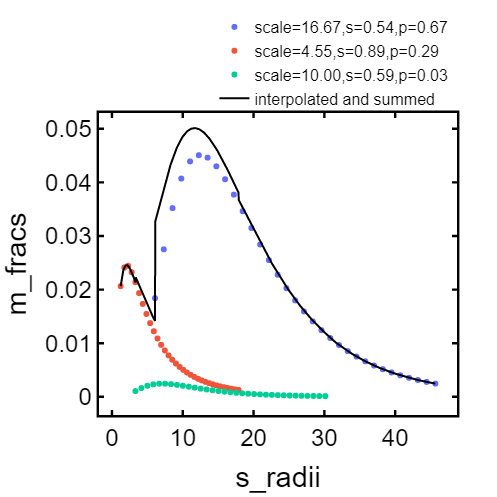 scale=16.67,s=0.54,p=0.67
scale=4.55,s=0.89,p=0.29
scale=10.00,s=0.59,p=0.03
interpolated and summed
0.05
0.04
0.03
0.02
0.01
0
m_fracs
0 10 20 30 40
s_radii